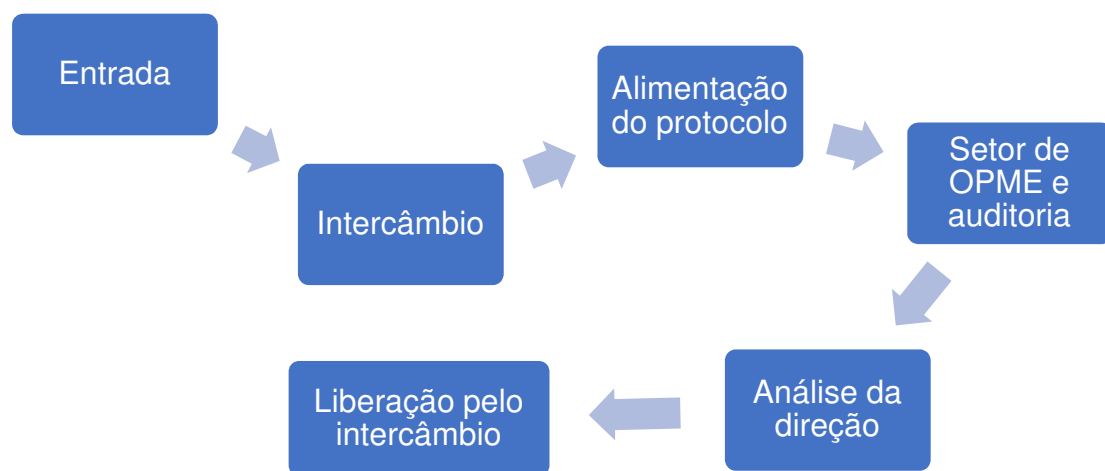 Entrada
Intercâmbio
Alimentação
do protocolo
Setor de
OPME e
auditoria
Análise da
direção
Liberação pelo
intercâmbio